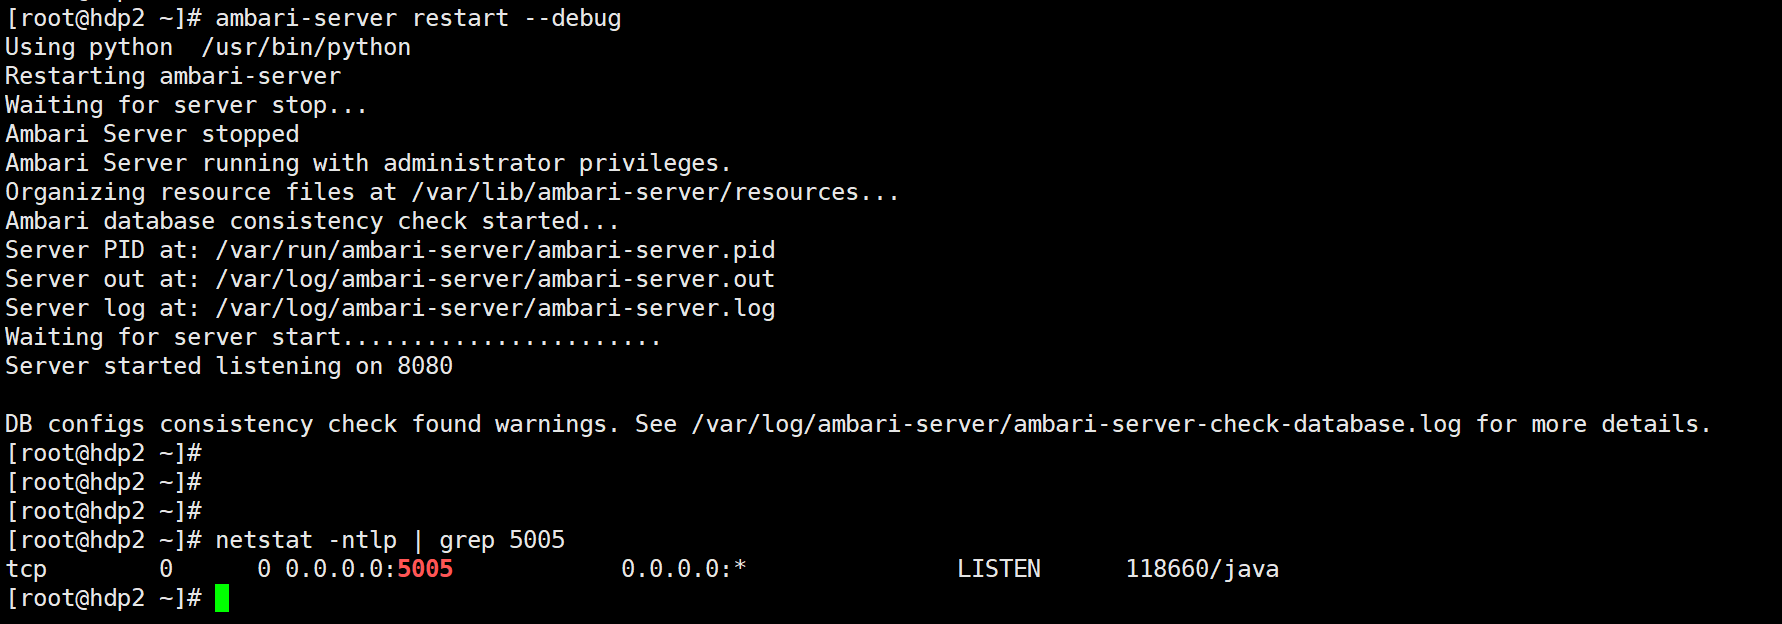 [root@hdp2 ~]# ambari-server restart --debug
Using python  /usr/bin/python
Restarting ambari-server
Waiting for server stop...
Ambari Server stopped
Ambari Server running with administrator privileges.
Organizing resource files at /var/lib/ambari-server/resources...
Ambari database consistency check started...
Server PID at: /var/run/ambari-server/ambari-server.pid
Server out at: /var/log/ambari-server/ambari-server.out
Server log at: /var/log/ambari-server/ambari-server.log
Waiting for server start.......................
Server started listening on 8080

DB configs consistency check found warnings. See /var/log/ambari-server/ambari-server-check-database.log for more details.
[root@hdp2 ~]#
[root@hdp2 ~]#
[root@hdp2 ~]#
[root@hdp2 ~]# netstat -ntlp | grep 5005
tcp        0      0 0.0.0.0:5005            0.0.0.0:*               LISTEN      118660/java
[root@hdp2 ~]#